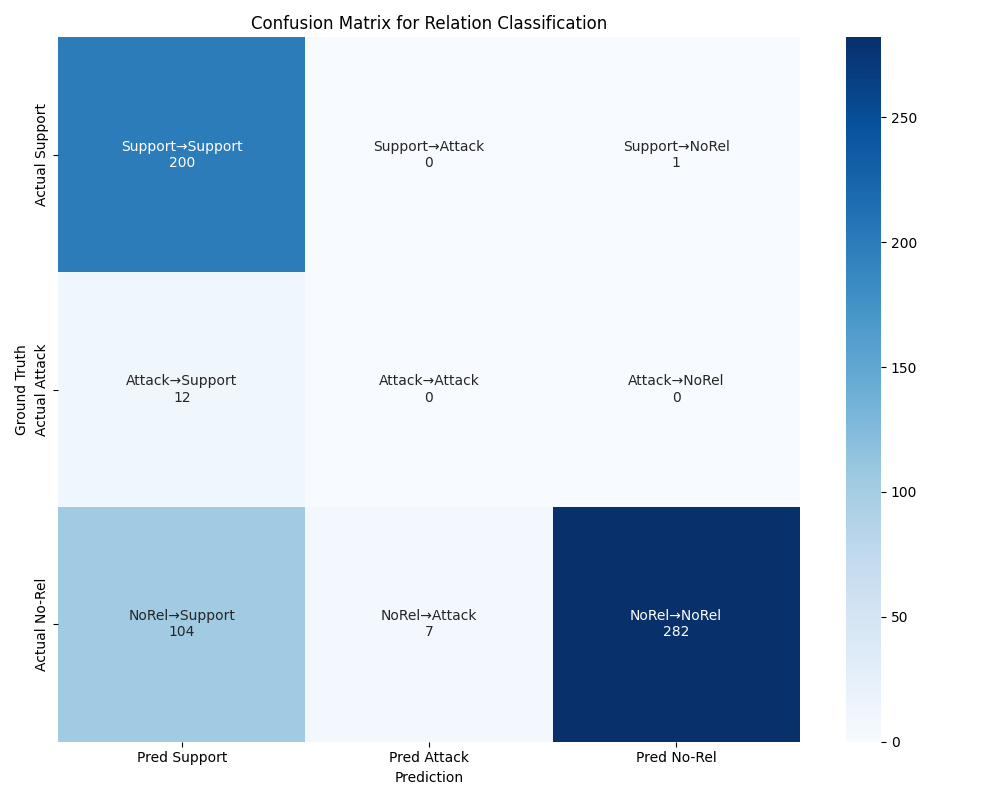 Confusion Matrix for Relation Classification
Ground Truth
Actual Support
Support→Support
200
Support→Attack
0
Support→NoRel
1
Actual Attack
Attack→Support
12
Attack→Attack
0
Attack→NoRel
0
Actual No-Rel
NoRel→Support
104
NoRel→Attack
7
NoRel→NoRel
282
Pred Support
Pred Attack
Pred No-Rel
Prediction
250
200
150
100
50
0